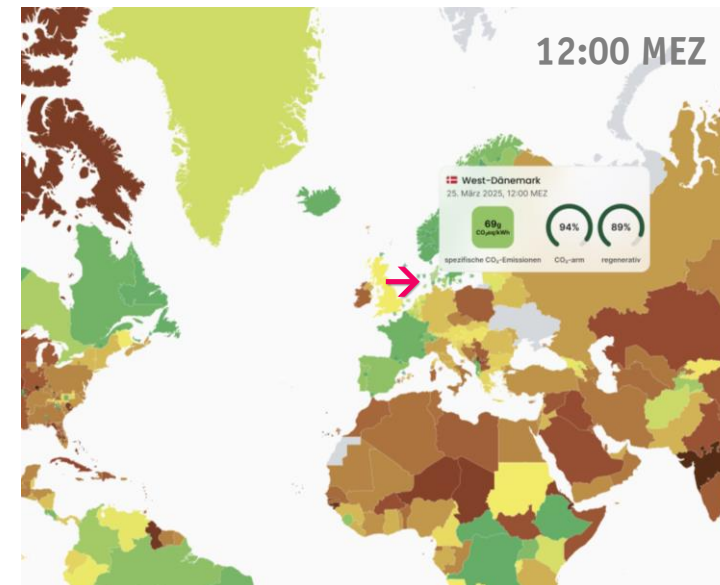 12:00 MEZ
West-Dänemark
25. März 2025, 12:00 MEZ
69g
CO₂eq/kWh
94%
89%
spezifische CO₂-Emissionen
CO₂-arm
regenerativ